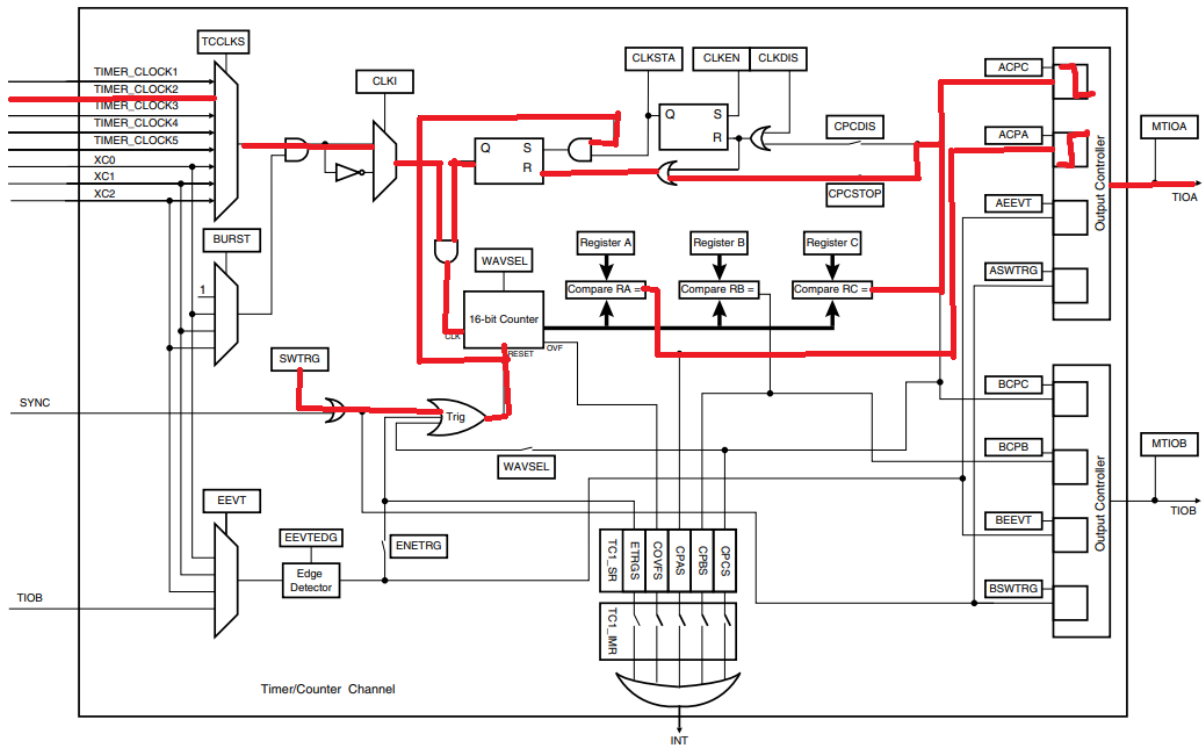 TCCLKS
TIMER_CLOCK1
TIMER_CLOCK2
TIMER_CLOCK3
TIMER_CLOCK4
TIMER_CLOCK5
XC0
XC1
XC2
CLKI
CLKSTA
CLKEN
CLKDIS
Q
S
R
Q
S
R
CPCDIS
CPCSTOP
ACPC
ACPA
AEEVT
ASWTRG
Output Controller
MTIOA
TIOA
BURST
1
WAVSEL
Register A
Register B
Register C
Compare RA =
Compare RB =
Compare RC =
16-bit Counter
CLK
RESET
OVF
SWTRG
SYNC
Trig
WAVSEL
BCPC
BCPB
BEEVT
BSWTRG
Output Controller
MTIOB
TIOB
EEVT
EEVTEDG
Edge
Detector
ENETRG
TIOB
TC1_SR
ETRGS
COVFS
CPAS
CPBS
CPCS
TC1_IMR
Timer/Counter Channel
INT